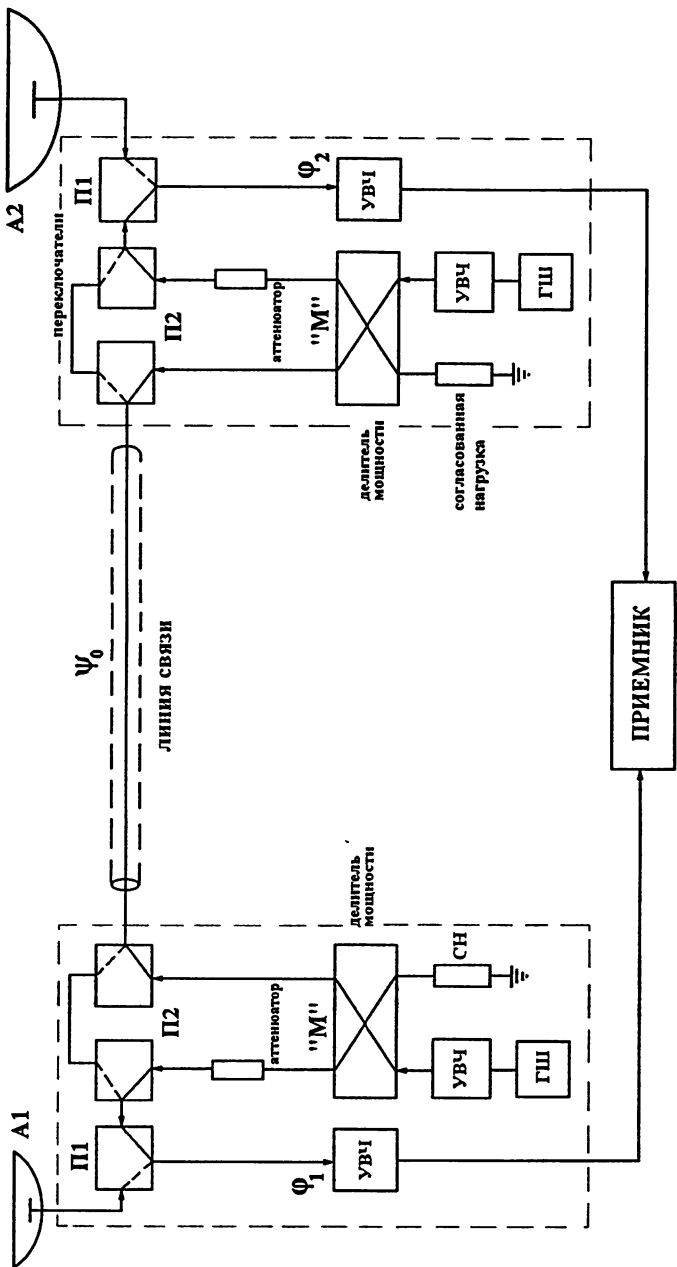 A1
A2
П1
П2
переключатели
П2
П1
Ψ₀
линия связи
аттенюатор
аттенюатор
φ₁
УВЧ
"М"
делитель
мощности
делитель
мощности
"М"
φ₂
УВЧ
УВЧ
ГШ
СН
согласованная
нагрузка
УВЧ
ГШ
ПРИЕМНИК